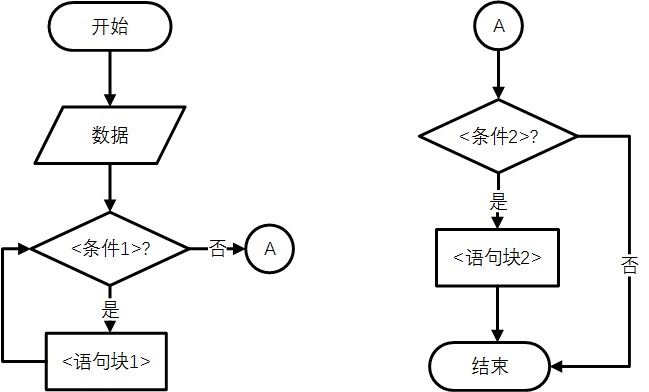 开始
数据
<条件1>?
否
A
是
<语句块1>
A
<条件2>?
是
否
<语句块2>
结束